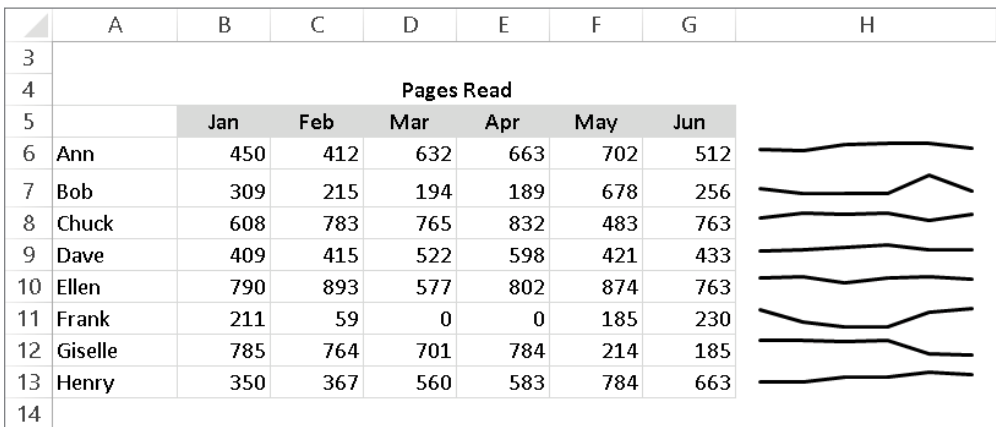 A B C D E F G H
3
4 Pages Read
5 Jan Feb Mar Apr May Jun
6 Ann 450 412 632 663 702 512
7 Bob 309 215 194 189 678 256
8 Chuck 608 783 765 832 483 763
9 Dave 409 415 522 598 421 433
10 Ellen 790 893 577 802 874 763
11 Frank 211 59 0 0 185 230
12 Giselle 785 764 701 784 214 185
13 Henry 350 367 560 583 784 663
14